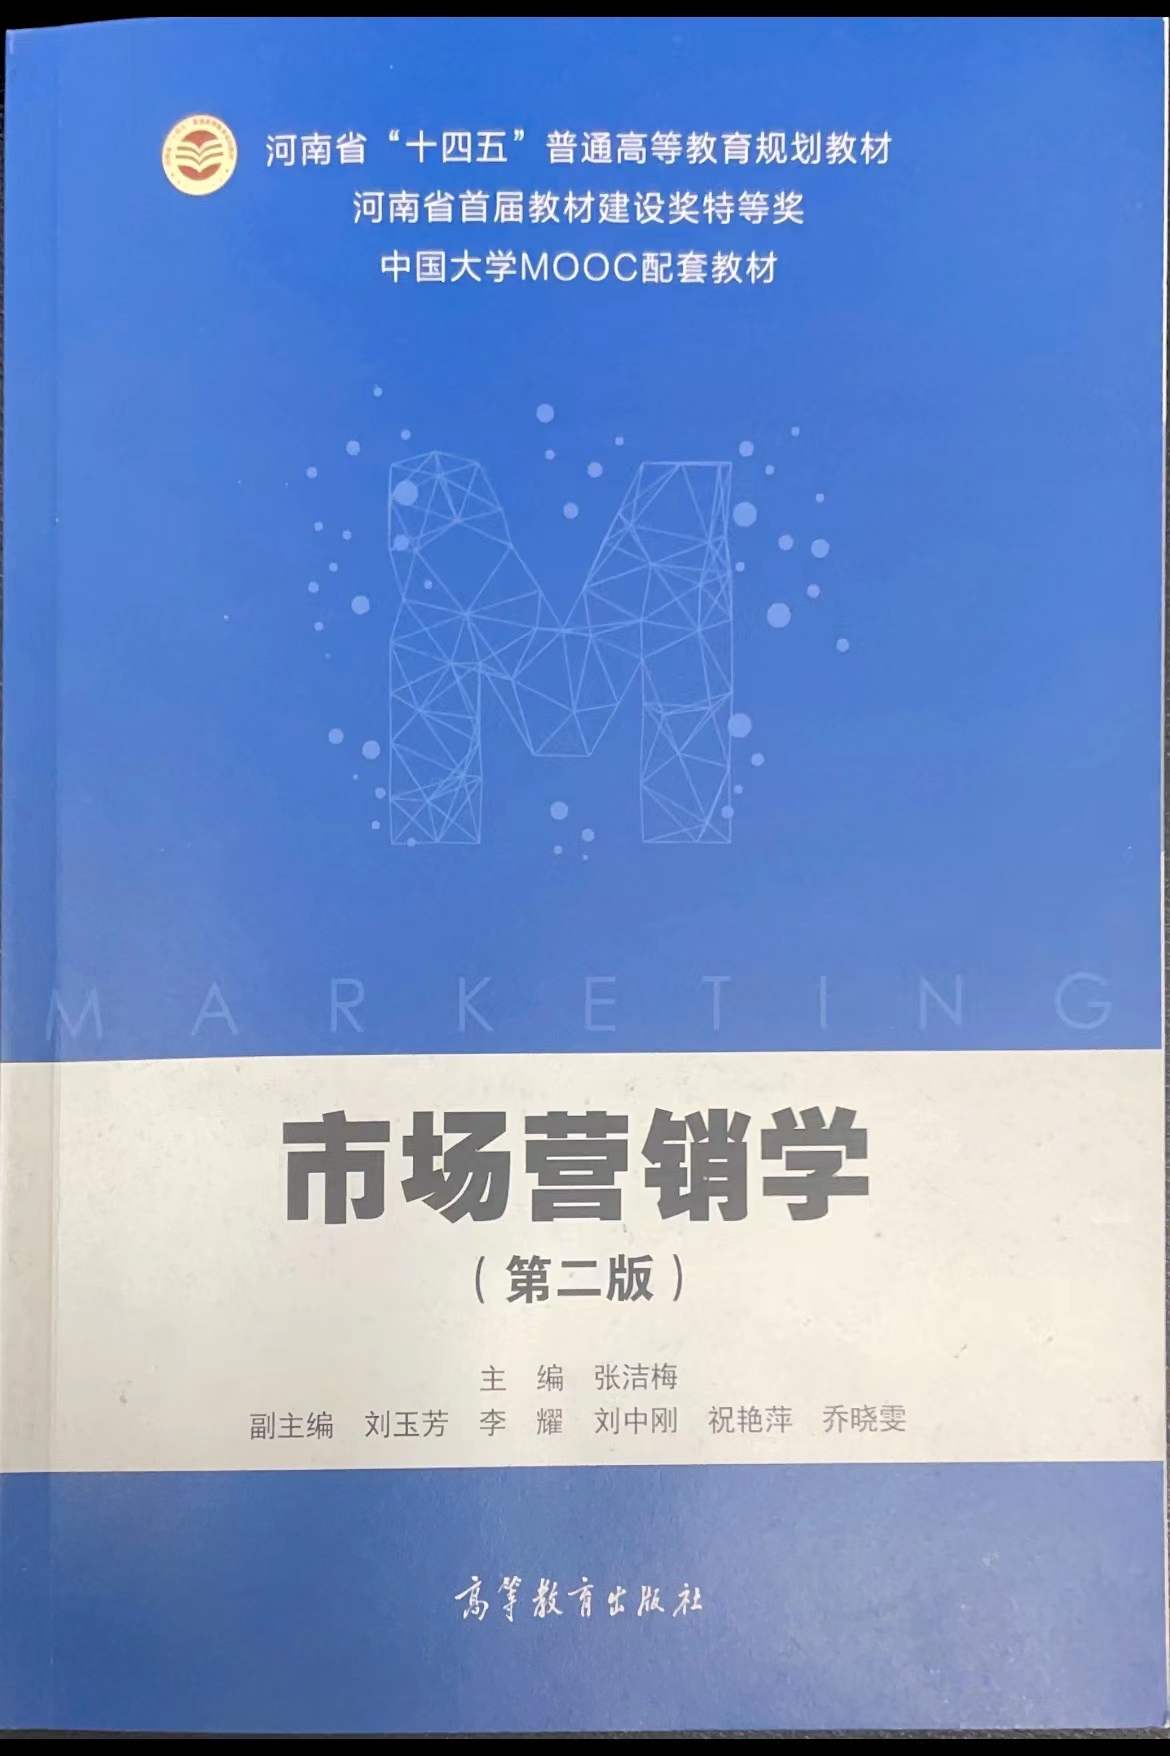 河南省“十四五”普通高等教育规划教材
河南省首届教材建设奖特等奖
中国大学MOOC配套教材
MARKETING
市场营销学
（第二版）
主 编 张洁梅
副主编 刘玉芳 李 耀 刘中刚 祝艳萍 乔晓雯
高等教育出版社